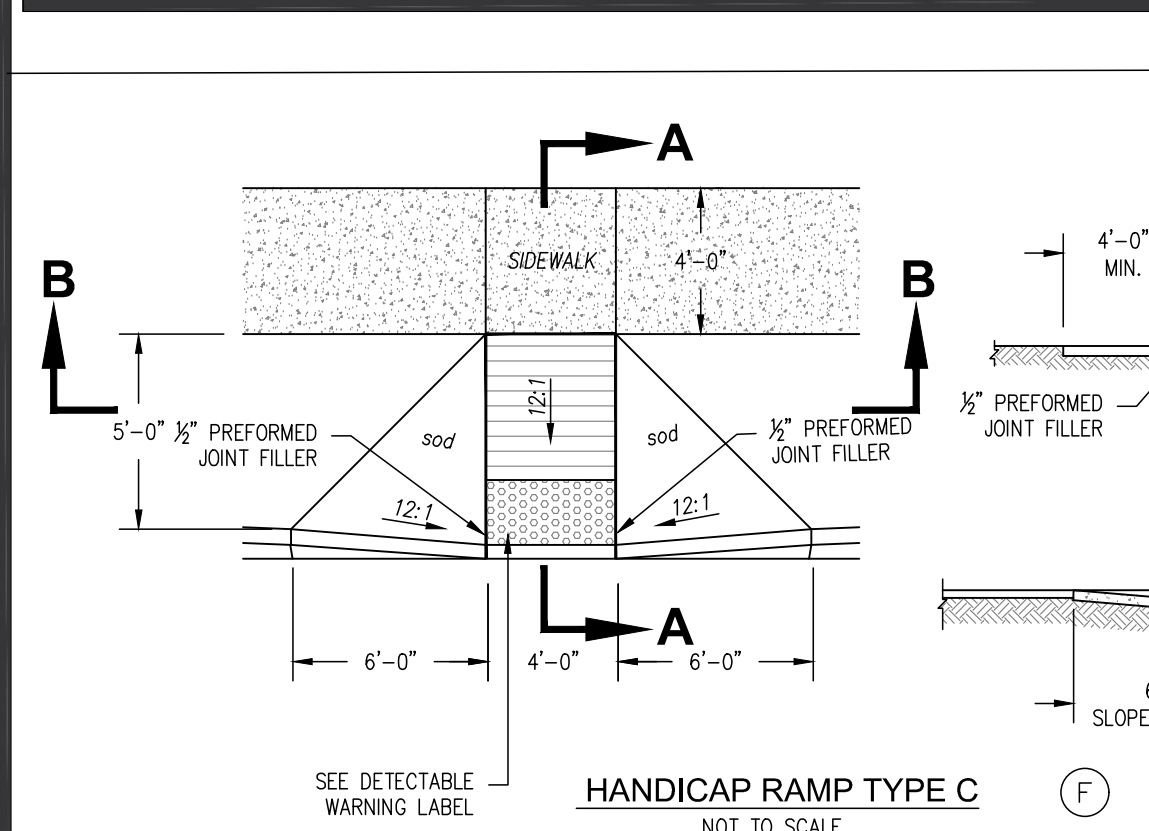 A
SIDEWALK
4'-0"
B
B
4'-0"
MIN.
12:1
5'-0"
½" PREFORMED
JOINT FILLER
sod
sod
½" PREFORMED
JOINT FILLER
½" PREFORMED
JOINT FILLER
12:1
12:1
A
6'-0"
4'-0"
6'-0"
SLOPE
SEE DETECTABLE
WARNING LABEL
HANDICAP RAMP TYPE C
NOT TO SCALE
F